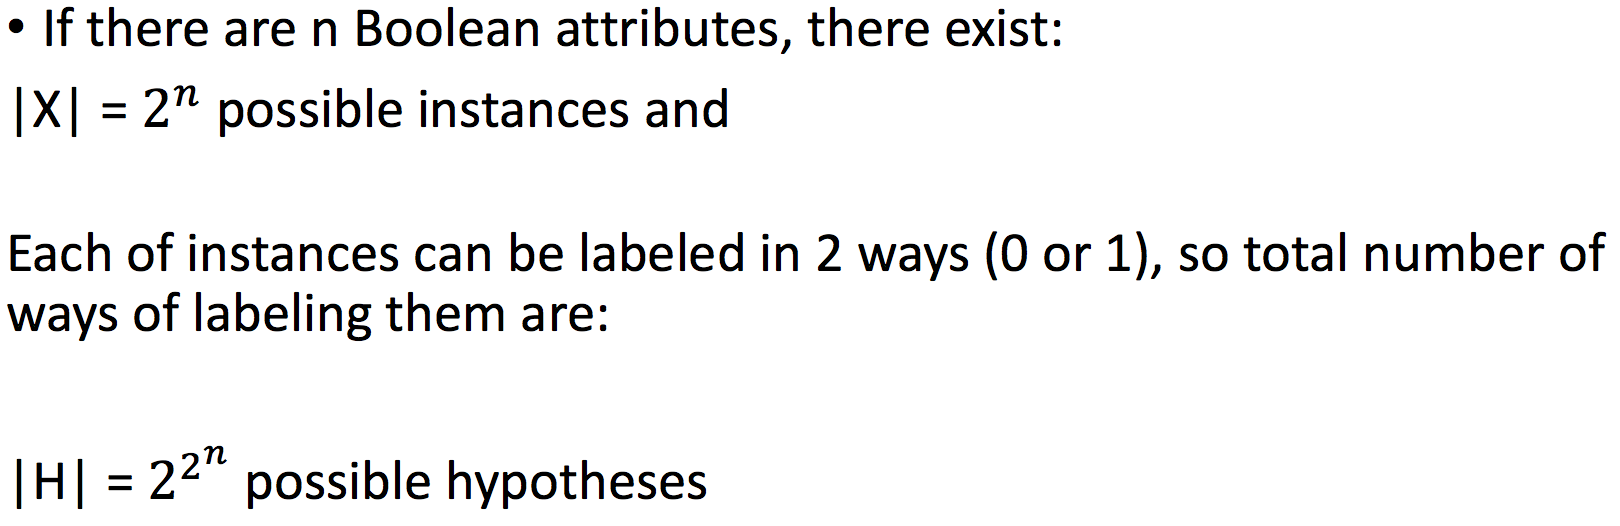 • If there are n Boolean attributes, there exist:
|X| = 2ⁿ possible instances and
Each of instances can be labeled in 2 ways (0 or 1), so total number of
ways of labeling them are:
|H| = 2^{2^n} possible hypotheses